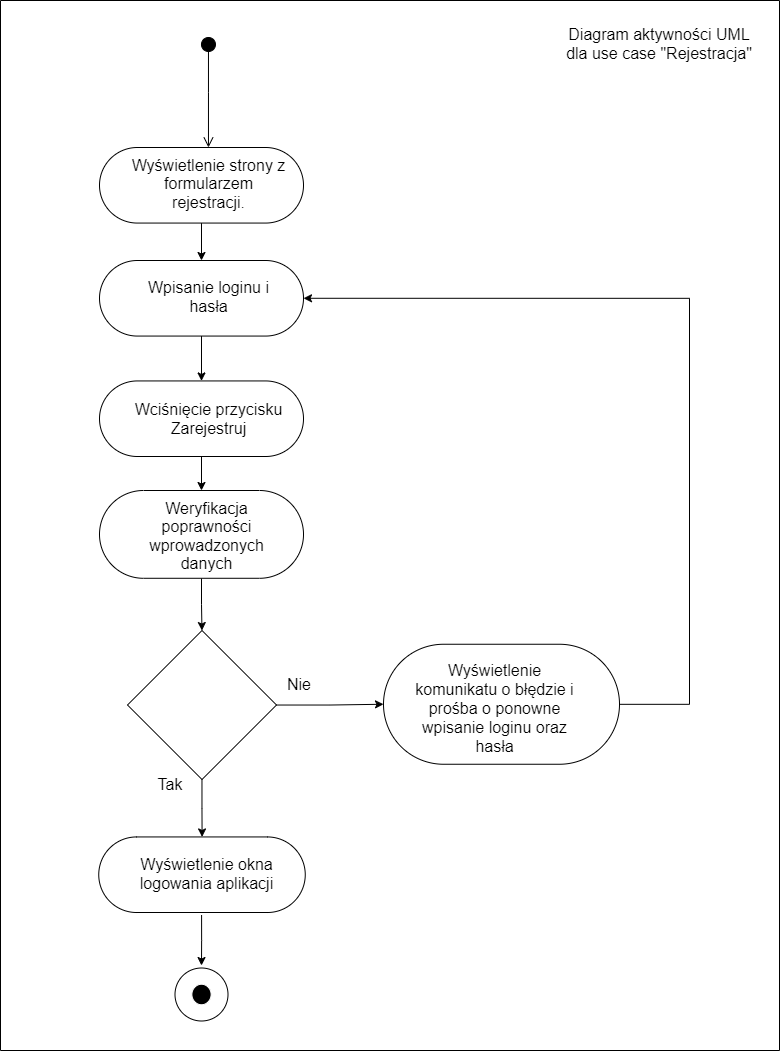 Diagram aktywności UML
dla use case "Rejestracja"
Wyświetlenie strony z
formularzem
rejestracji.
Wpisanie loginu i
hasła
Wciśnięcie przycisku
Zarejestruj
Weryfikacja
poprawności
wprowadzonych
danych
Nie
Wyświetlenie
komunikatu o błędzie i
prośba o ponowne
wpisanie loginu oraz
hasła
Tak
Wyświetlenie okna
logowania aplikacji